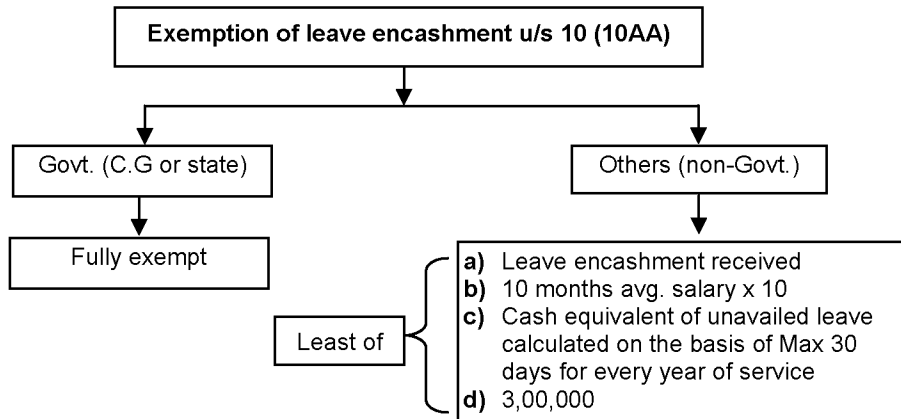 Exemption of leave encashment u/s 10 (10AA)
Govt. (C.G or state)
Others (non-Govt.)
Fully exempt
Least of
a) Leave encashment received
b) 10 months avg. salary x 10
c) Cash equivalent of unavailed leave
calculated on the basis of Max 30
days for every year of service
d) 3,00,000